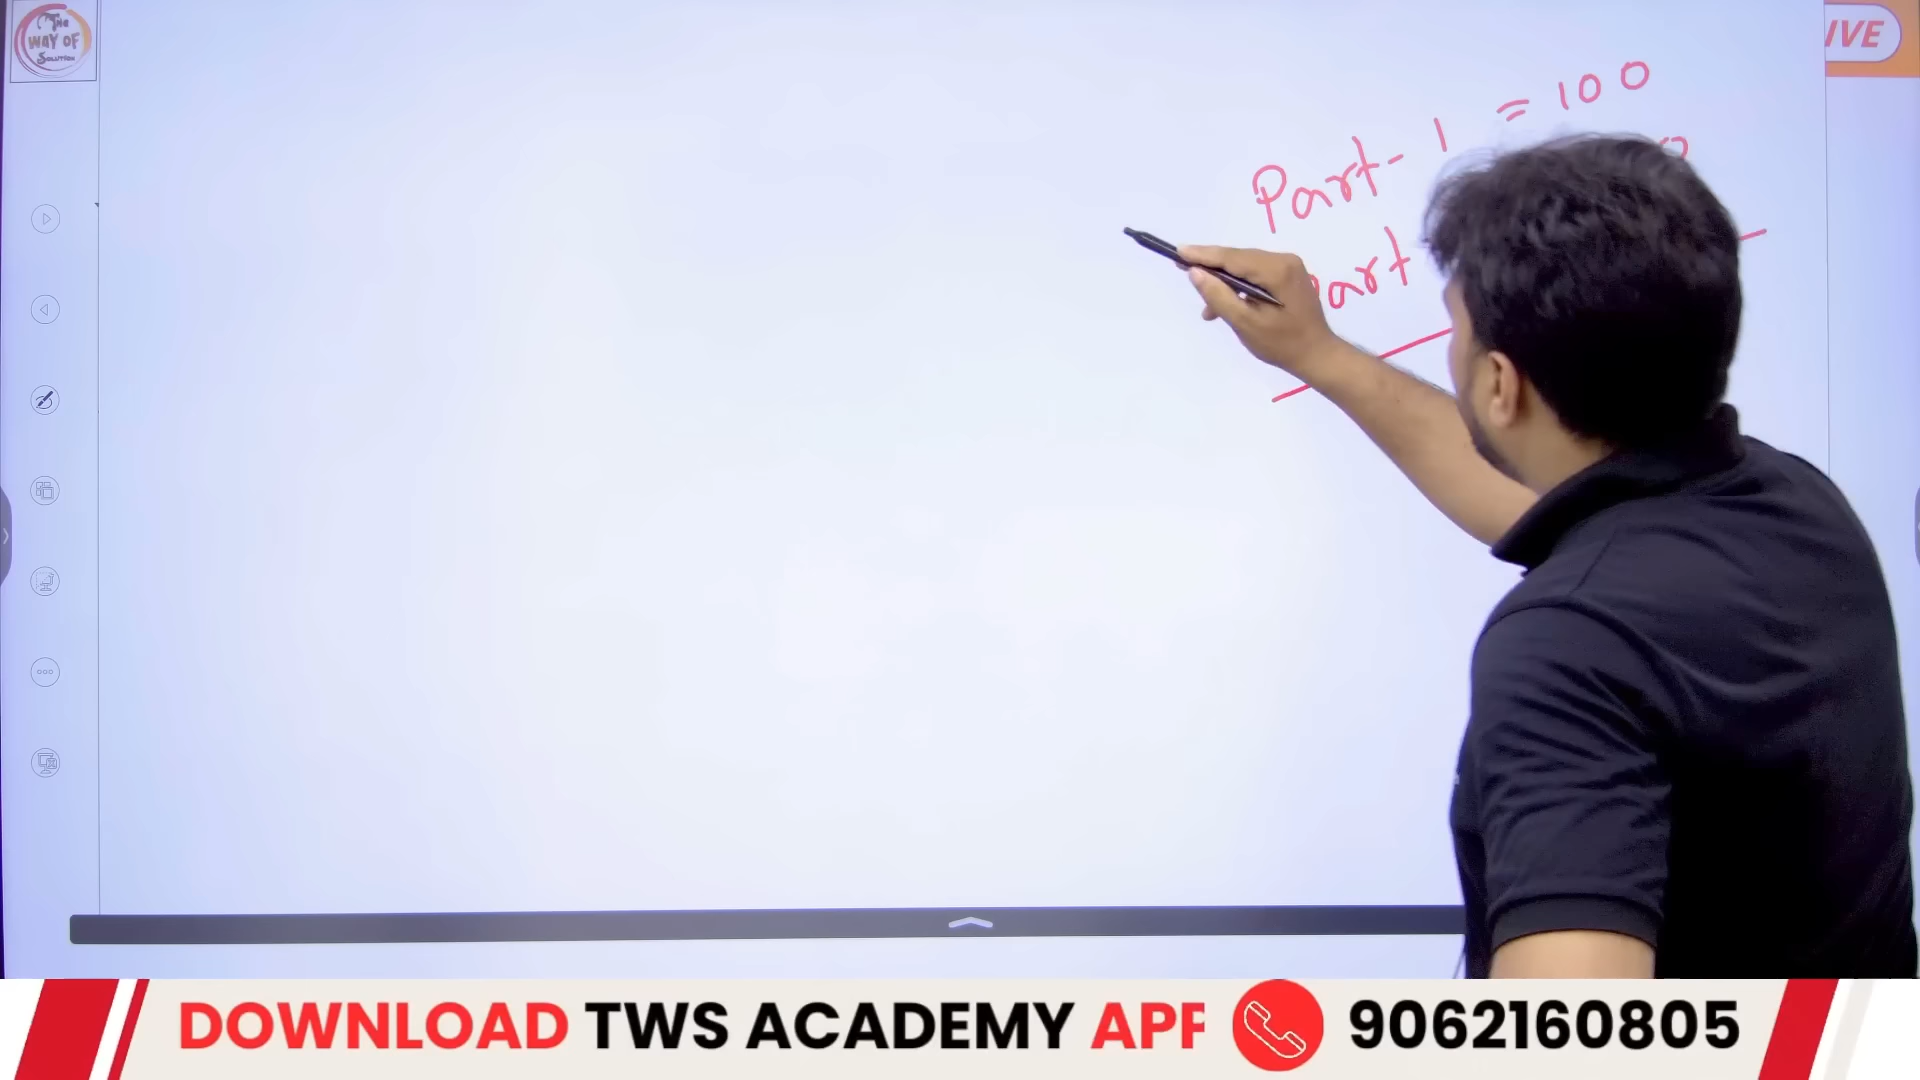 THE
WAY OF
SOLUTION
IVE
Part-1 = 100
art
DOWNLOAD TWS ACADEMY APP 9062160805